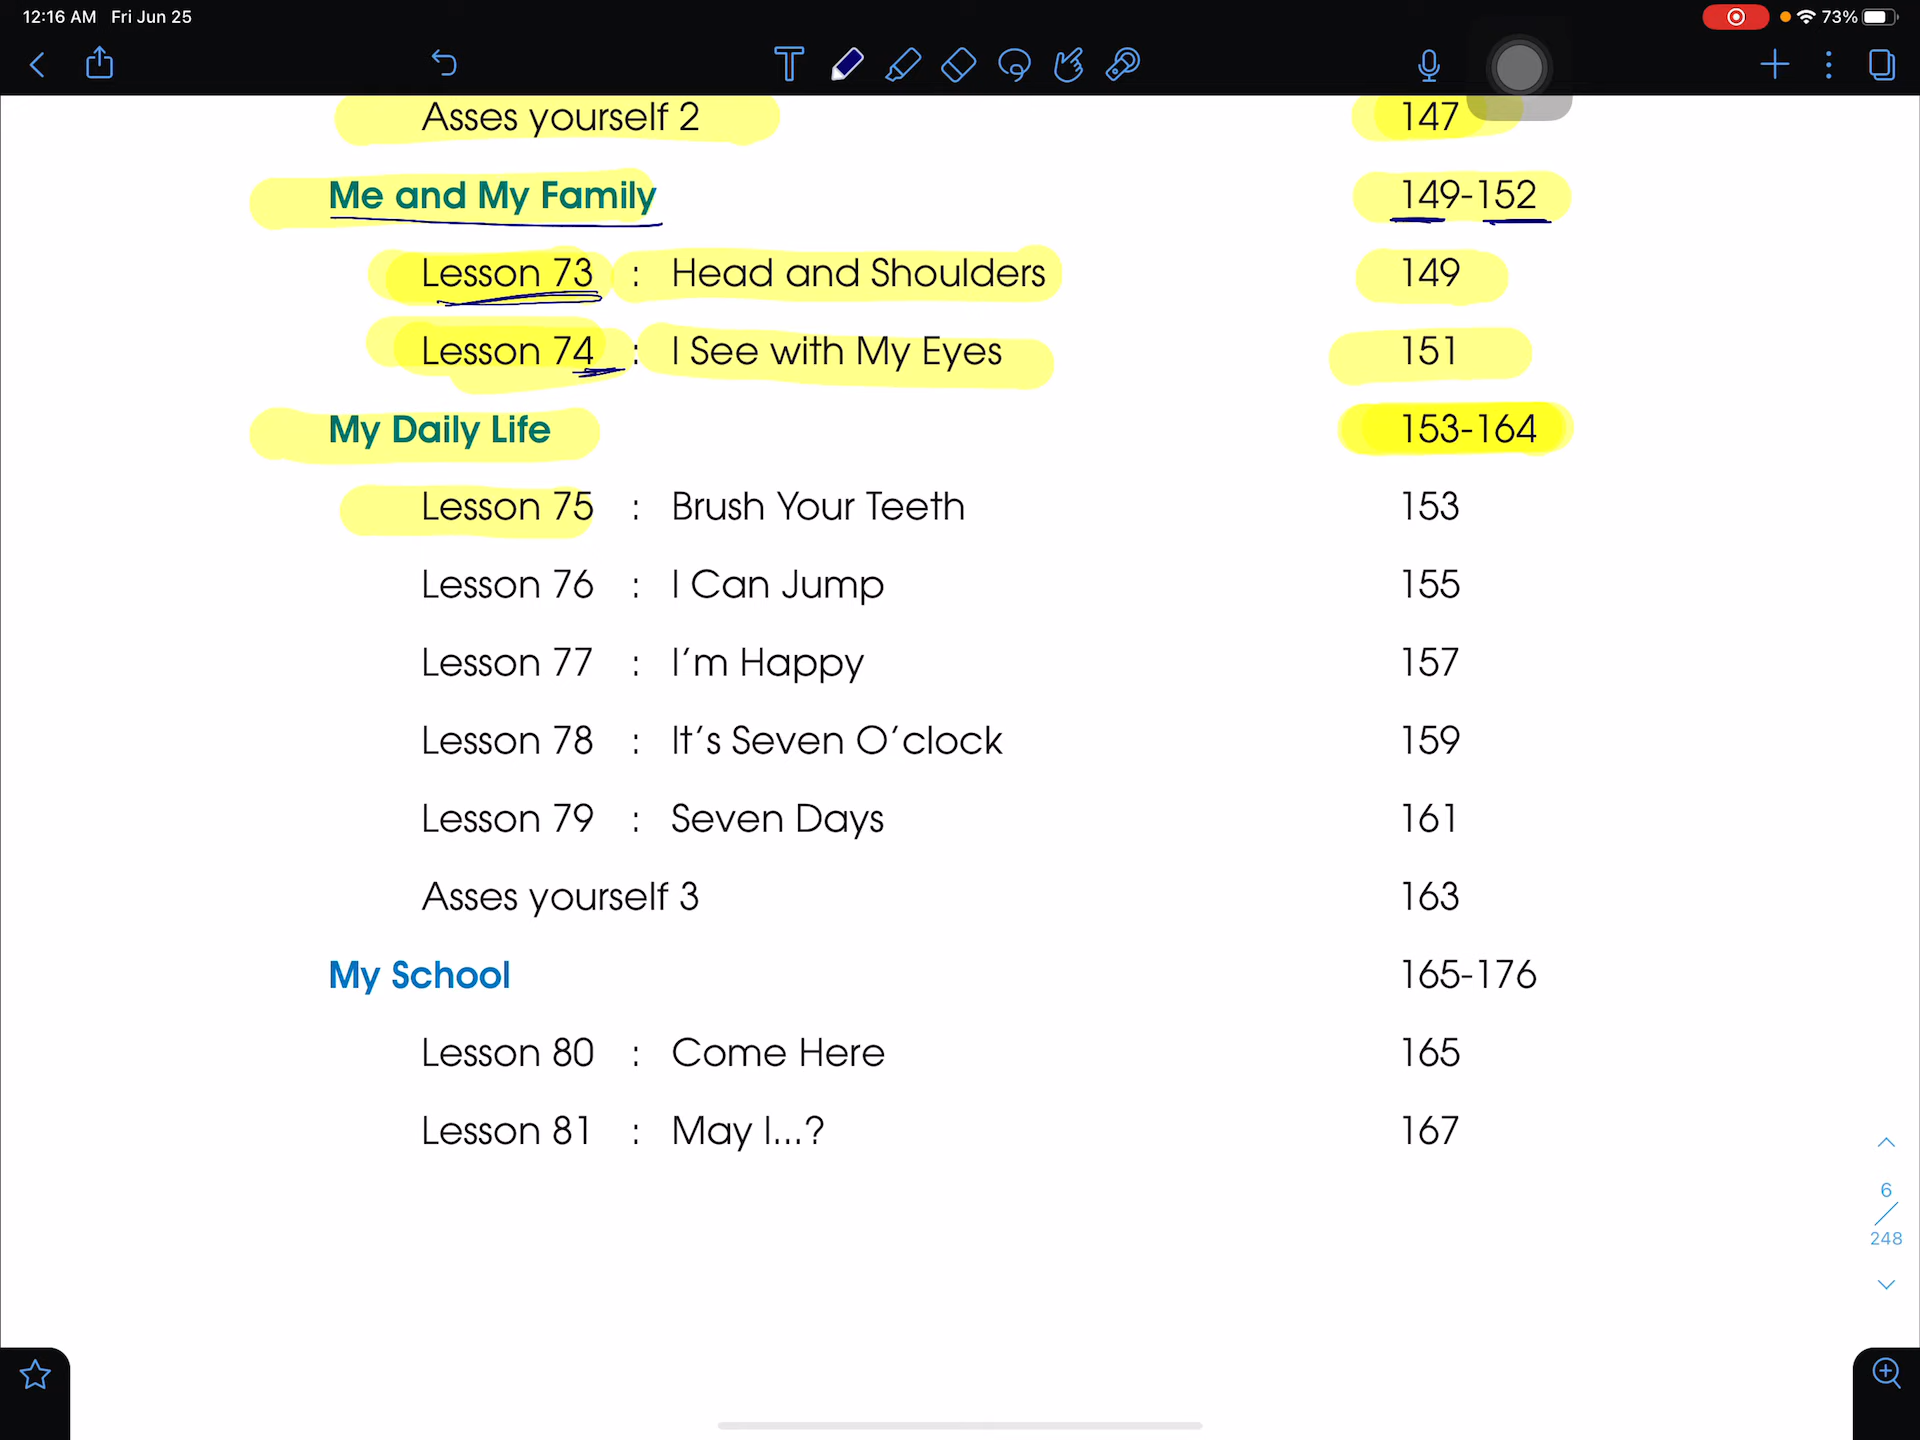 12:16 AM Fri Jun 25 73%
Asses yourself 2 147
Me and My Family 149-152
Lesson 73 : Head and Shoulders 149
Lesson 74 : I See with My Eyes 151
My Daily Life 153-164
Lesson 75 : Brush Your Teeth 153
Lesson 76 : I Can Jump 155
Lesson 77 : I’m Happy 157
Lesson 78 : It’s Seven O’clock 159
Lesson 79 : Seven Days 161
Asses yourself 3 163
My School 165-176
Lesson 80 : Come Here 165
Lesson 81 : May I...? 167
6
248